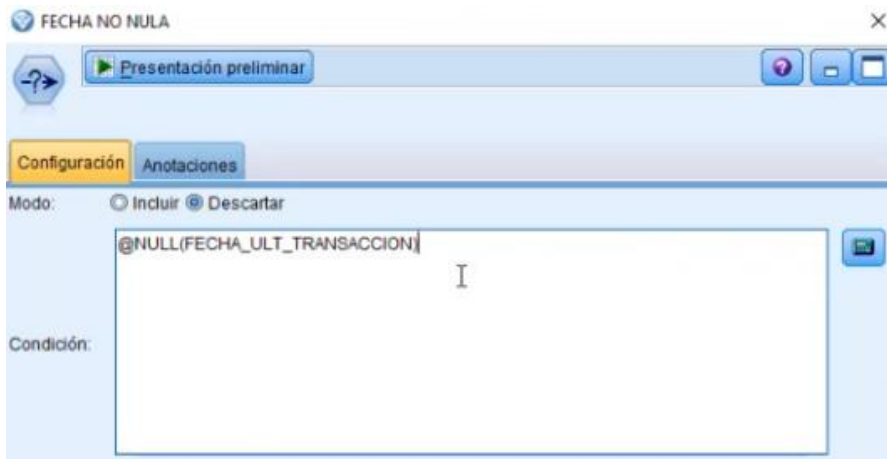 FECHA NO NULA
Presentación preliminar
Configuración Anotaciones
Modo: Incluir Descartar
@NULL(FECHA_ULT_TRANSACCION)
Condición: